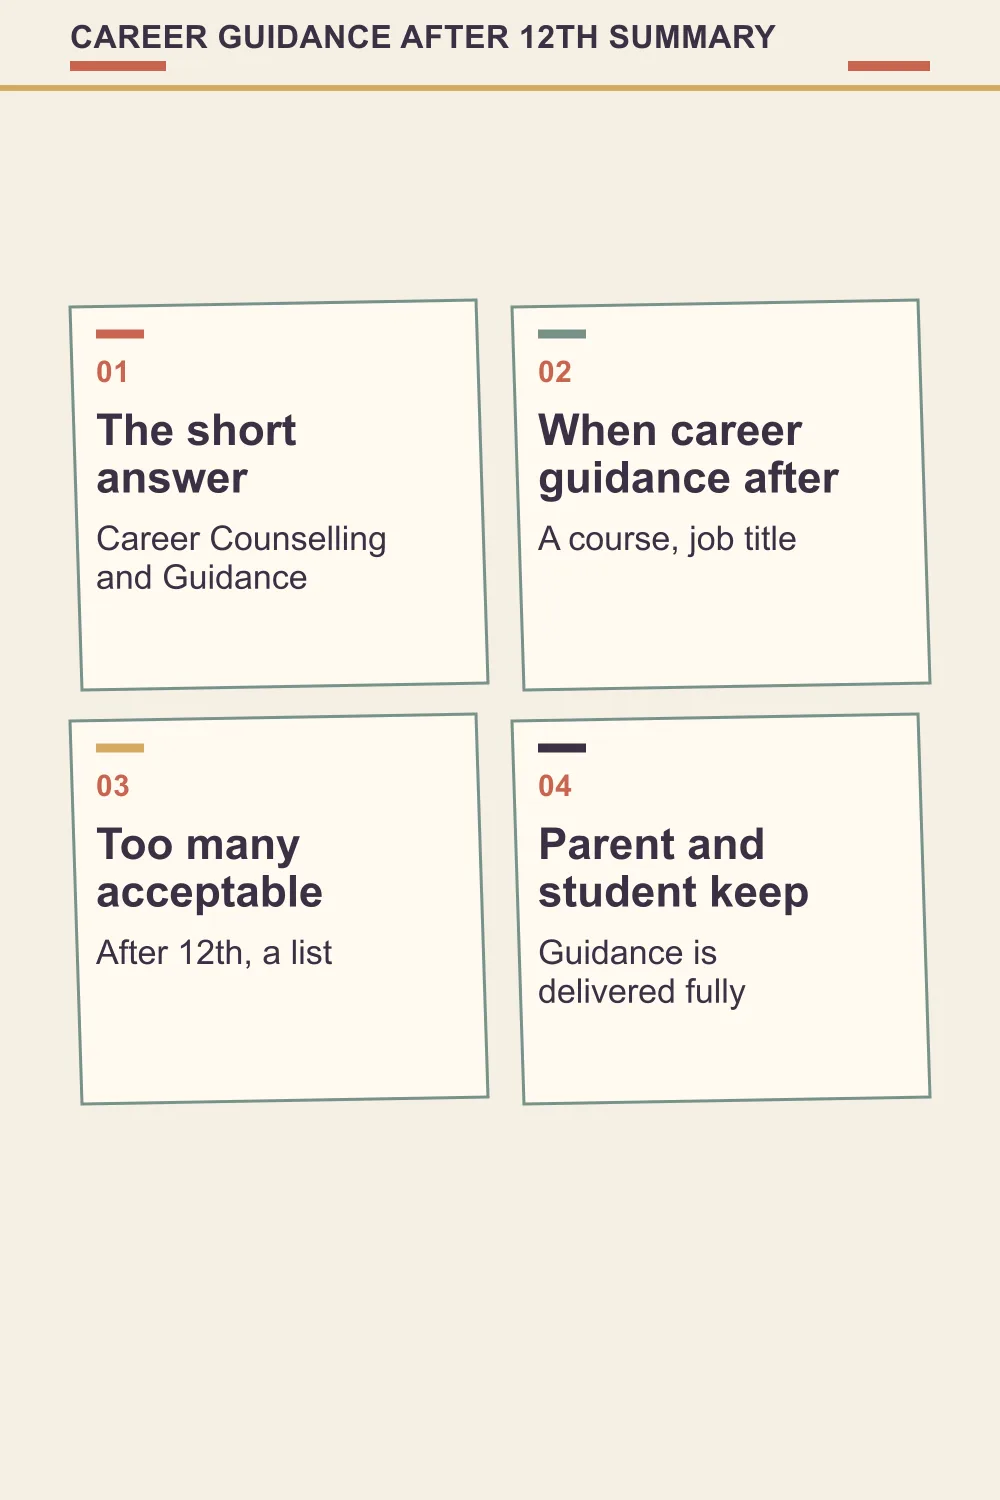 CAREER GUIDANCE AFTER 12TH SUMMARY
01
The short
answer
Career Counselling
and Guidance
02
When career
guidance after
A course, job title
03
Too many
acceptable
After 12th, a list
04
Parent and
student keep
Guidance is
delivered fully